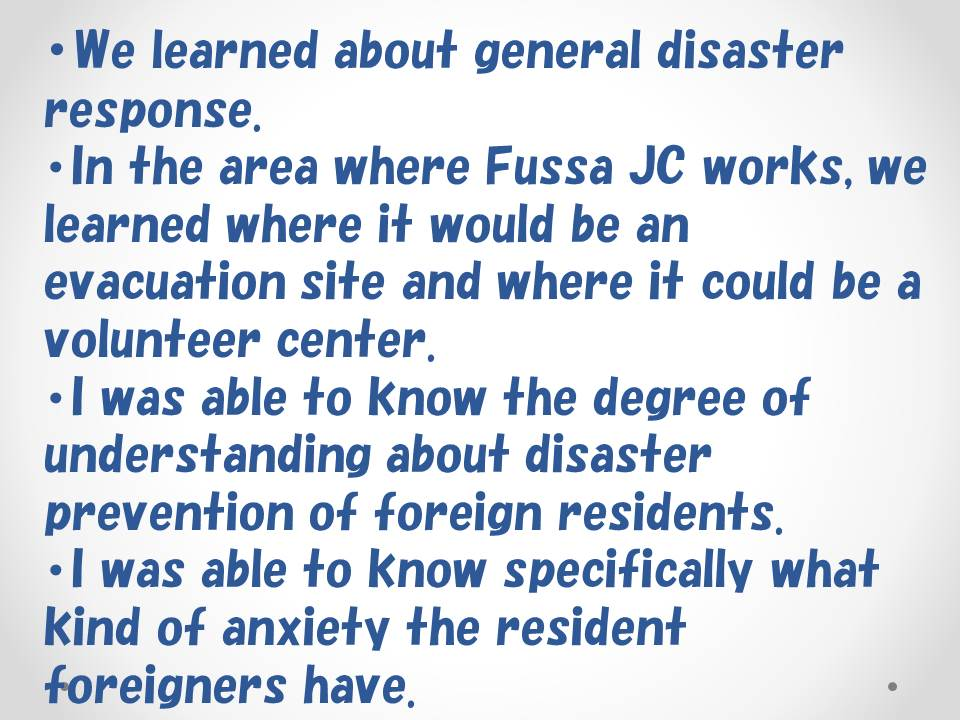 ・We learned about general disaster
response.
・In the area where Fussa JC works, we
learned where it would be an
evacuation site and where it could be a
volunteer center.
・I was able to know the degree of
understanding about disaster
prevention of foreign residents.
・I was able to know specifically what
kind of anxiety the resident
foreigners have.